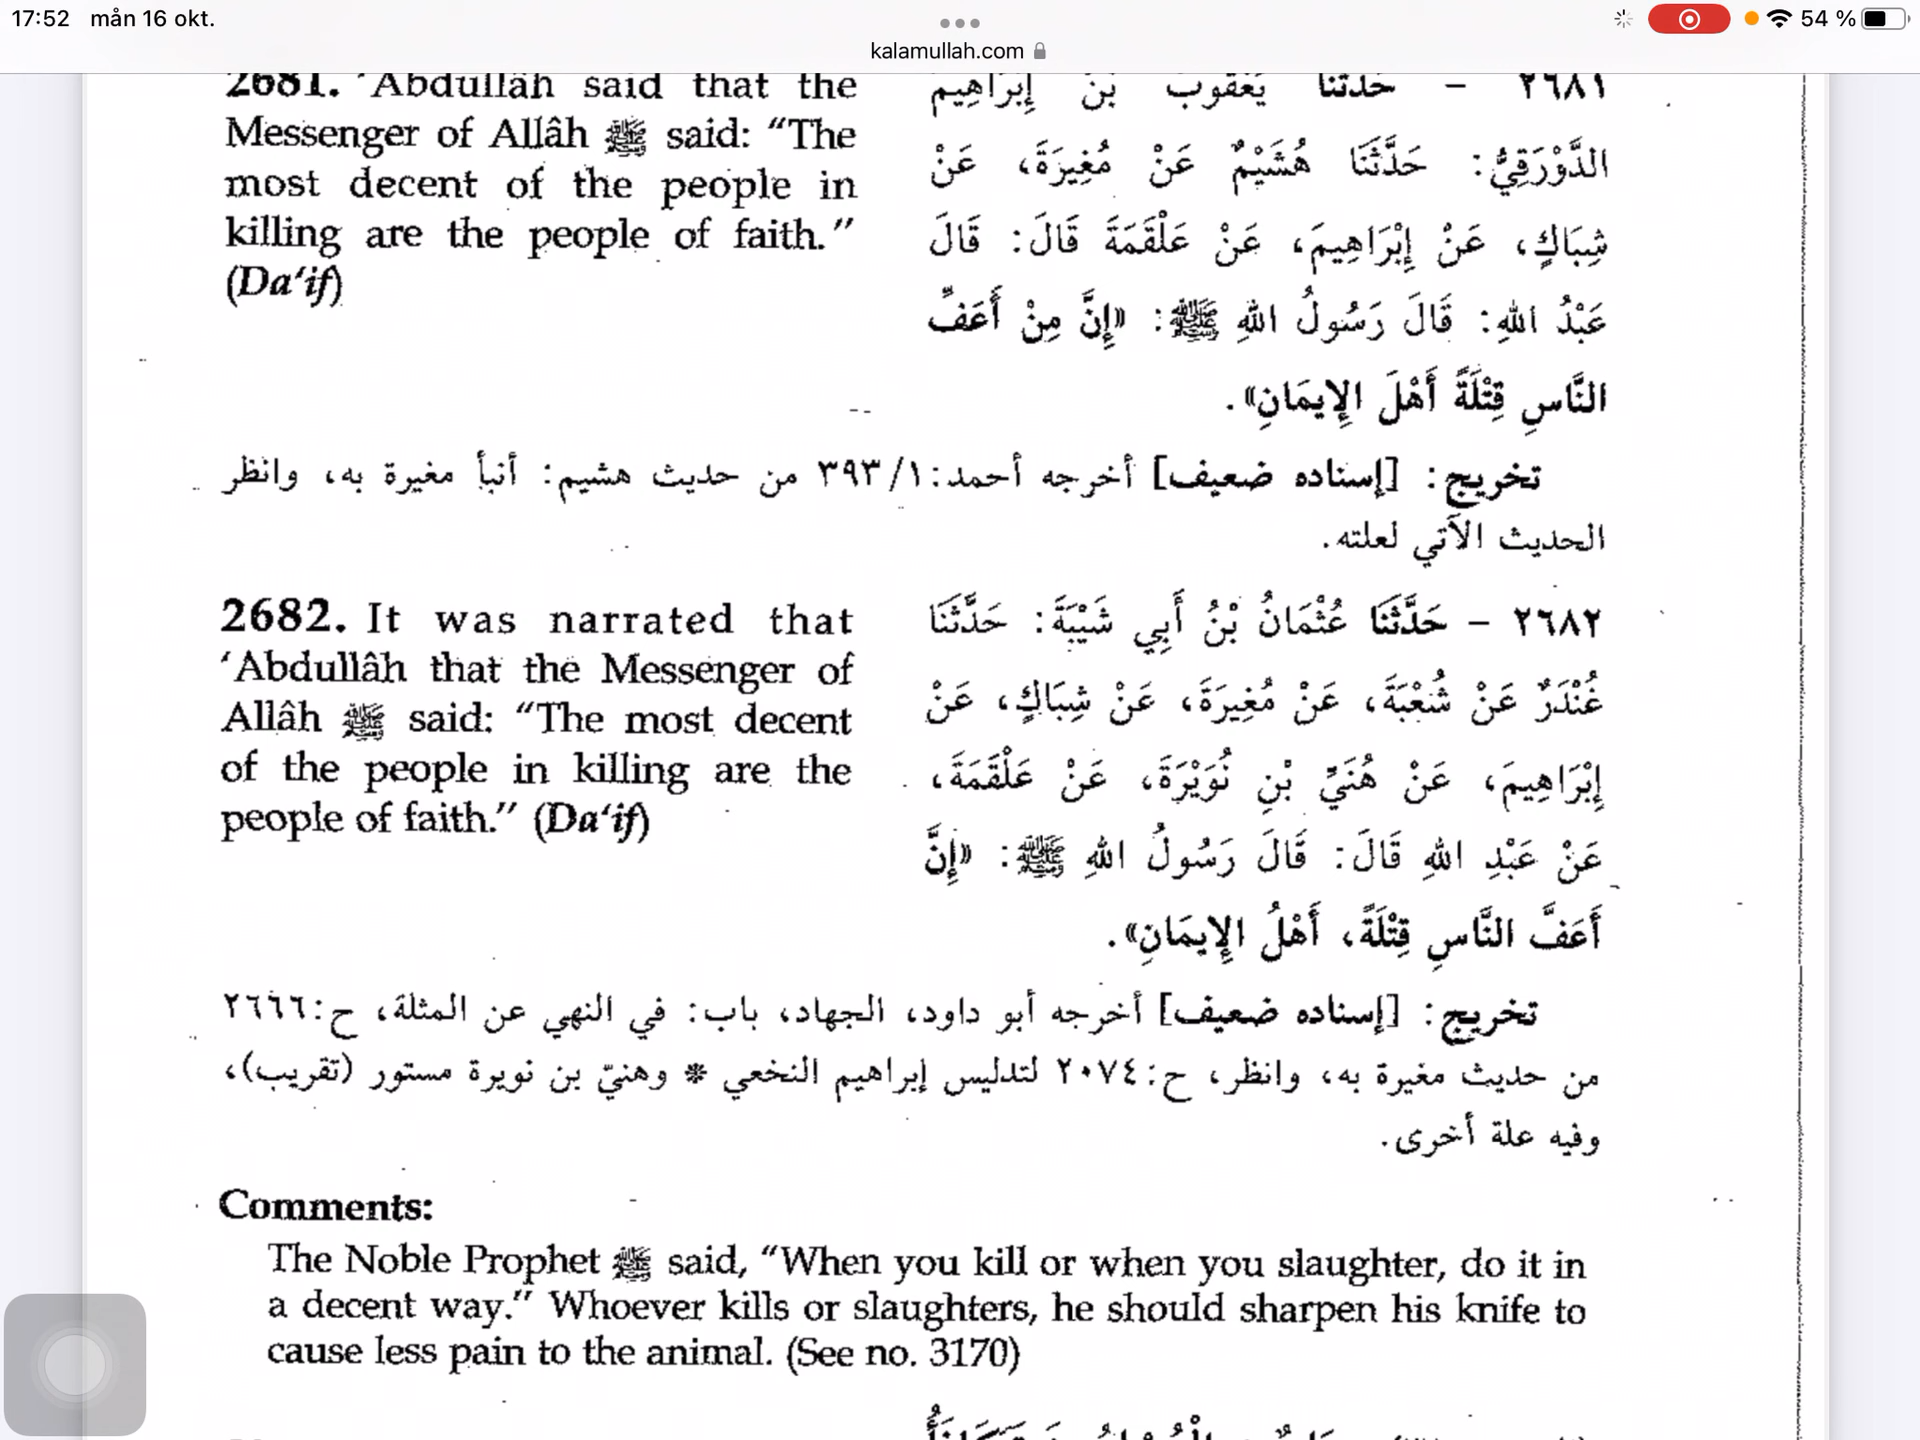 17:52 mån 16 okt.
54 %
kalamullah.com
2681. ‘Abdullâh said that the
Messenger of Allâh ﷺ said: “The
most decent of the people in
killing are the people of faith.”
(Da‘if)
٢٦٨١ - حَدَّثَنَا يَعْقُوبُ بْنُ إِبْرَاهِيمَ
الدَّوْرَقِيُّ: حَدَّثَنَا هُشَيْمٌ عَنْ مُغِيرَةَ، عَنْ
شِبَاكٍ، عَنْ إِبْرَاهِيمَ، عَنْ عَلْقَمَةَ قَالَ: قَالَ
عَبْدُ اللهِ: قَالَ رَسُولُ اللهِ ﷺ: «إِنَّ مِنْ أَعَفِّ
النَّاسِ قِتْلَةً أَهْلَ الإِيمَانِ».
تخريج: [إسناده ضعيف] أخرجه أحمد: ١/ ٣٩٣ من حديث هشيم: أنبأ مغيرة به، وانظر
الحديث الآتي لعلته.
2682. It was narrated that
‘Abdullâh that the Messenger of
Allâh ﷺ said: “The most decent
of the people in killing are the
people of faith.” (Da‘if)
٢٦٨٢ - حَدَّثَنَا عُثْمَانُ بْنُ أَبِي شَيْبَةَ: حَدَّثَنَا
غُنْدَرٌ عَنْ شُعْبَةَ، عَنْ مُغِيرَةَ، عَنْ شِبَاكٍ، عَنْ
إِبْرَاهِيمَ، عَنْ هُنَيِّ بْنِ نُوَيْرَةَ، عَنْ عَلْقَمَةَ،
عَنْ عَبْدِ اللهِ قَالَ: قَالَ رَسُولُ اللهِ ﷺ: «إِنَّ
أَعَفَّ النَّاسِ قِتْلَةً، أَهْلُ الإِيمَانِ».
تخريج: [إسناده ضعيف] أخرجه أبو داود، الجهاد، باب: في النهي عن المثلة، ح: ٢٦٦٦
من حديث مغيرة به، وانظر، ح: ٢٠٧٤ لتدليس إبراهيم النخعي * وهنيّ بن نويرة مستور (تقريب)،
وفيه علة أخرى.
Comments:
The Noble Prophet ﷺ said, “When you kill or when you slaughter, do it in
a decent way.” Whoever kills or slaughters, he should sharpen his knife to
cause less pain to the animal. (See no. 3170)